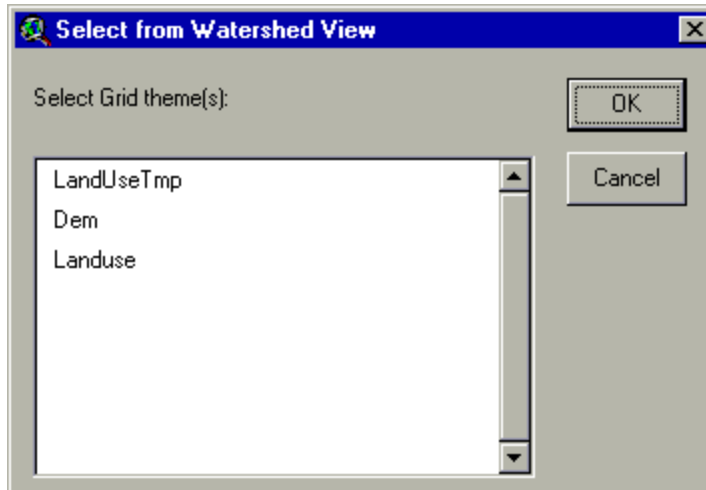 Select from Watershed View
Select Grid theme(s):
OK
LandUseTmp
Cancel
Dem
Landuse